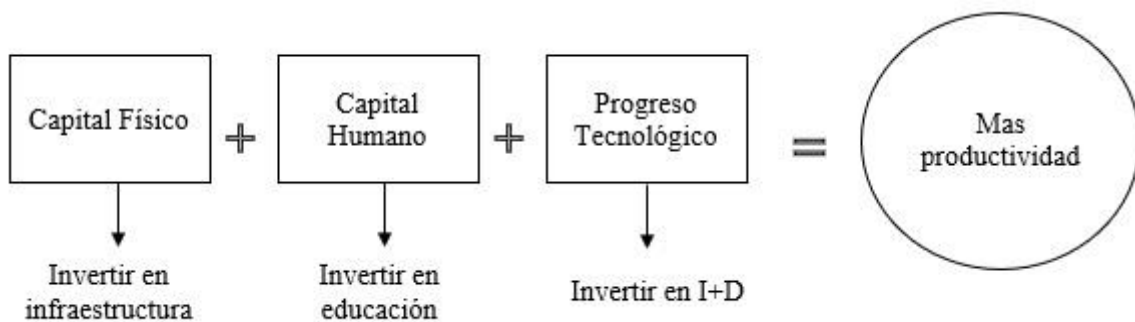 Capital Físico
+
Capital
Humano
+
Progreso
Tecnológico
=
Mas
productividad
Invertir en
infraestructura
Invertir en
educación
Invertir en I+D